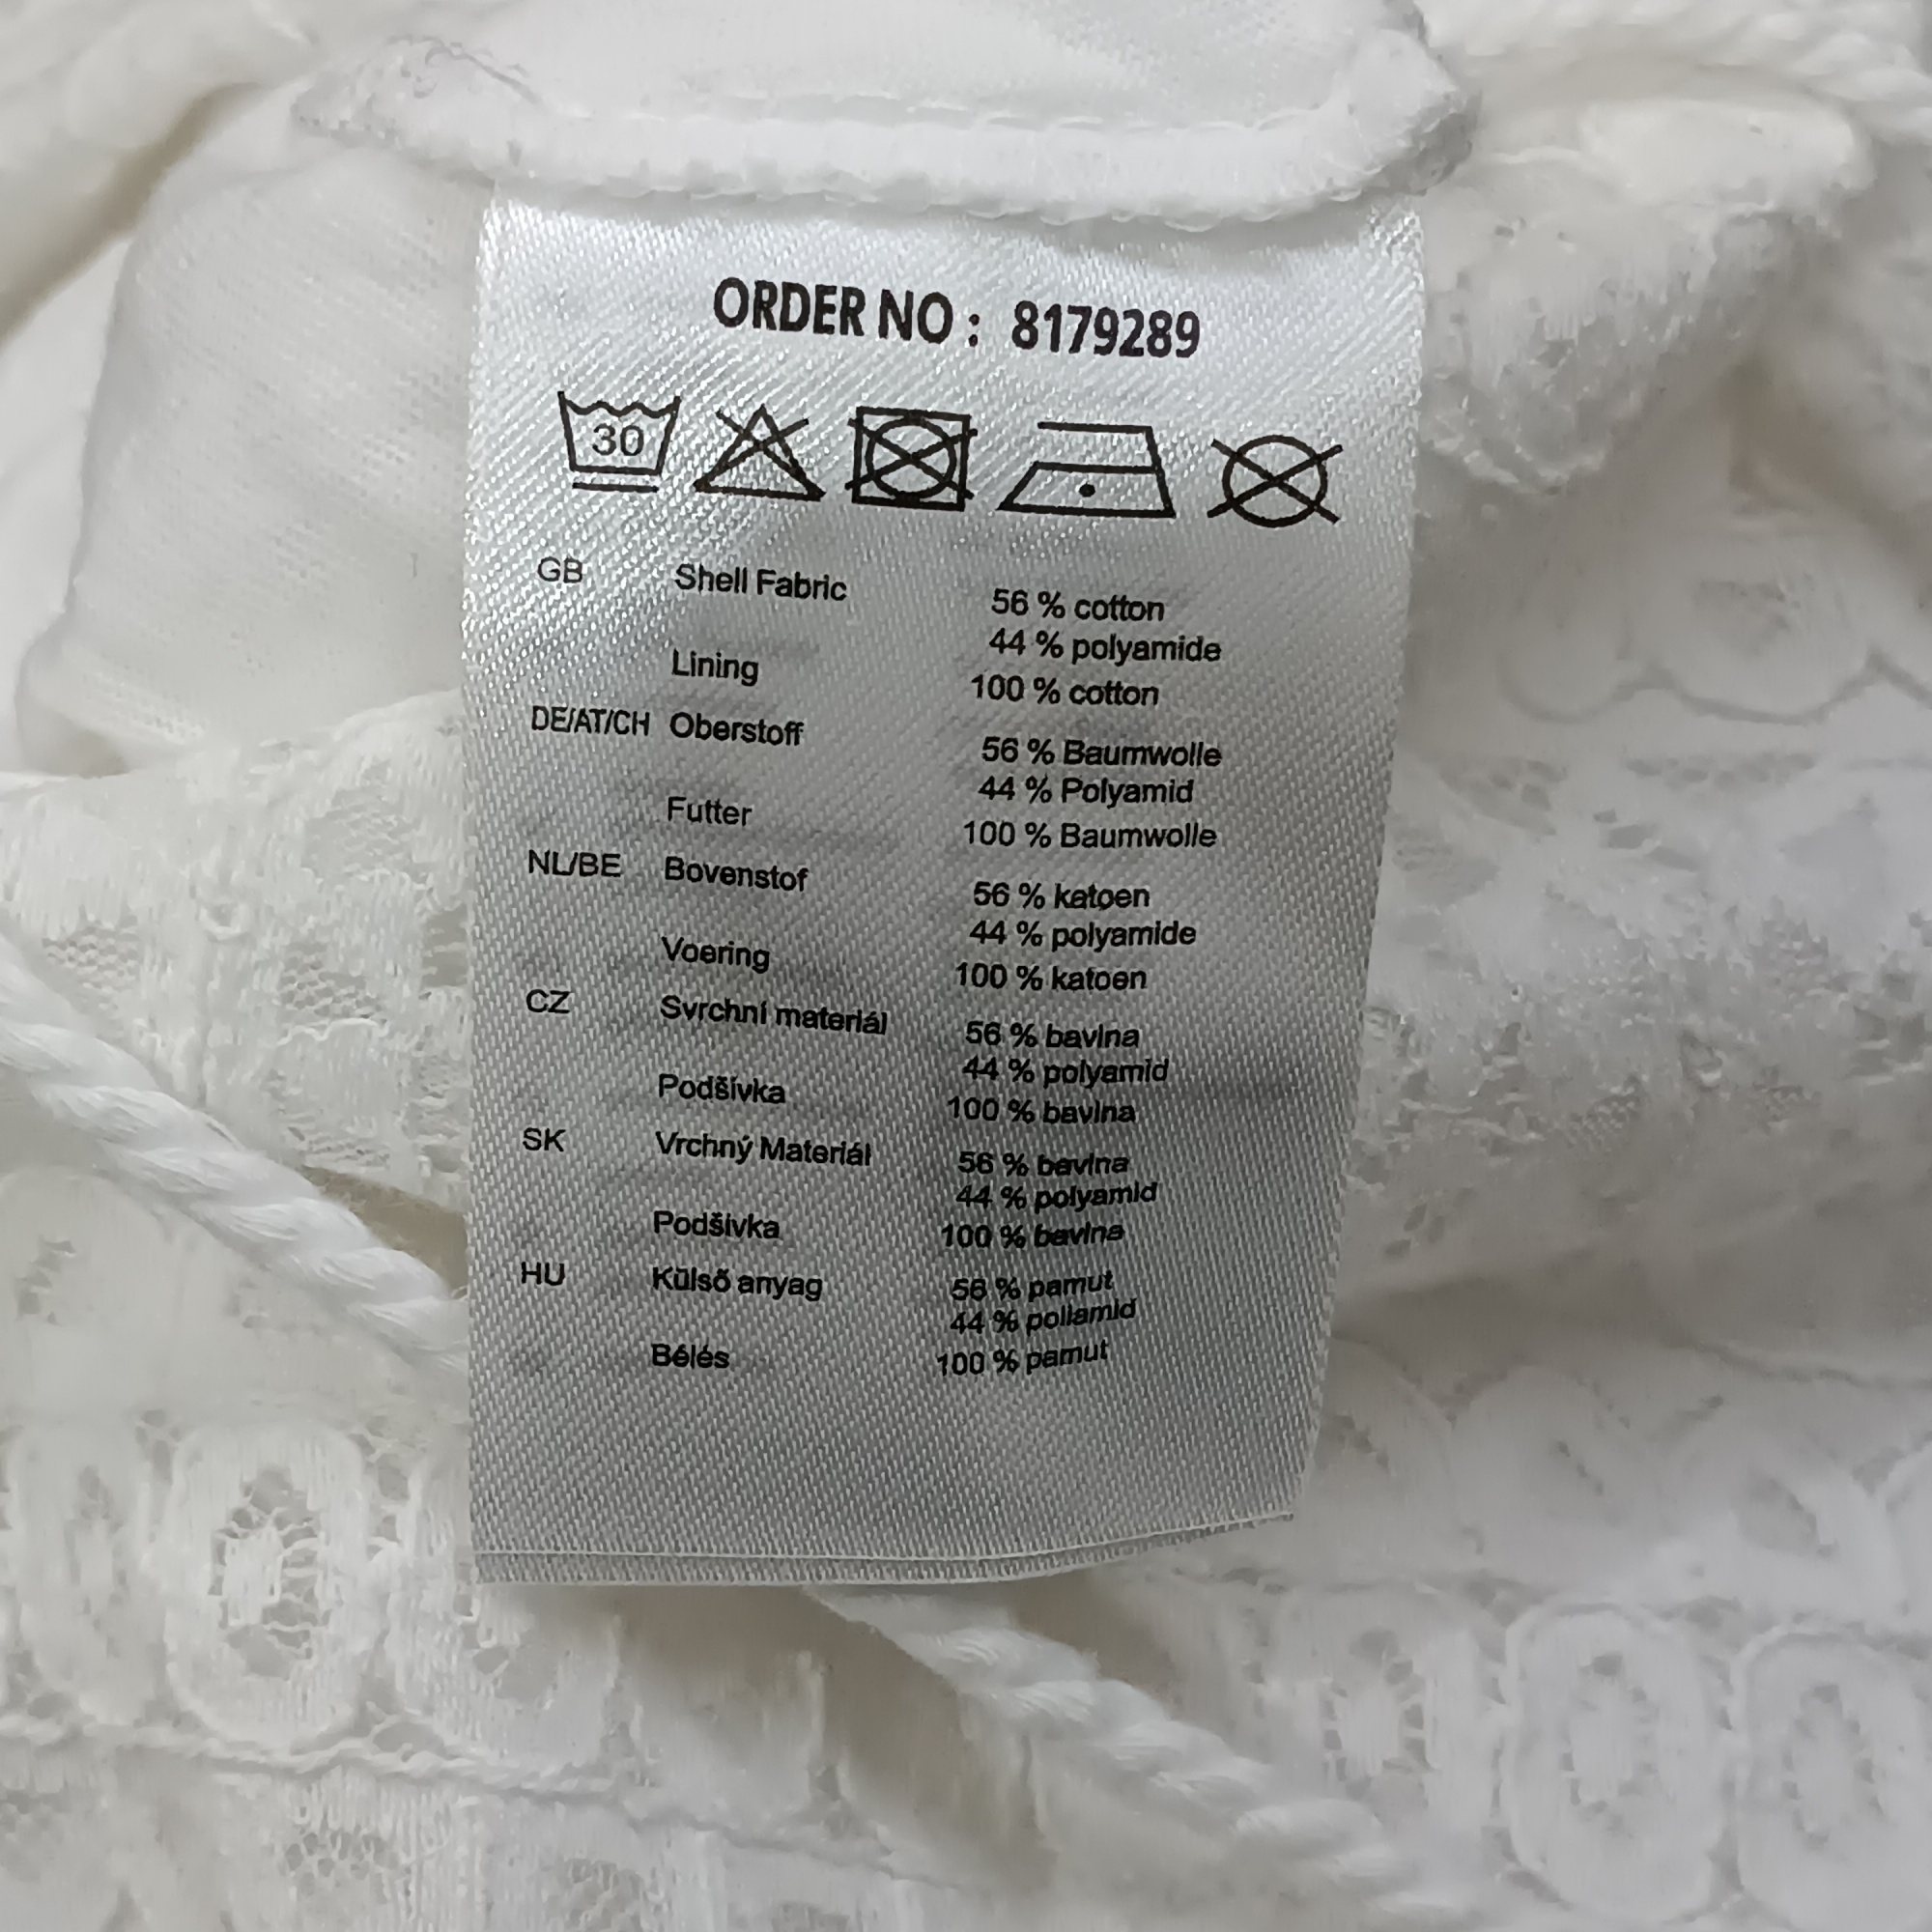 ORDER NO : 8179289
30
GB Shell Fabric 56 % cotton
44 % polyamide
Lining 100 % cotton
DE/AT/CH Oberstoff 56 % Baumwolle
44 % Polyamid
Futter 100 % Baumwolle
NL/BE Bovenstof 56 % katoen
44 % polyamide
Voering 100 % katoen
CZ Svrchní materiál 56 % bavlna
44 % polyamid
Podšívka 100 % bavlna
SK Vrchný Materiál 56 % bavlna
44 % polyamid
Podšívka 100 % bavlna
HU Külső anyag 56 % pamut
44 % poliamid
Bélés 100 % pamut